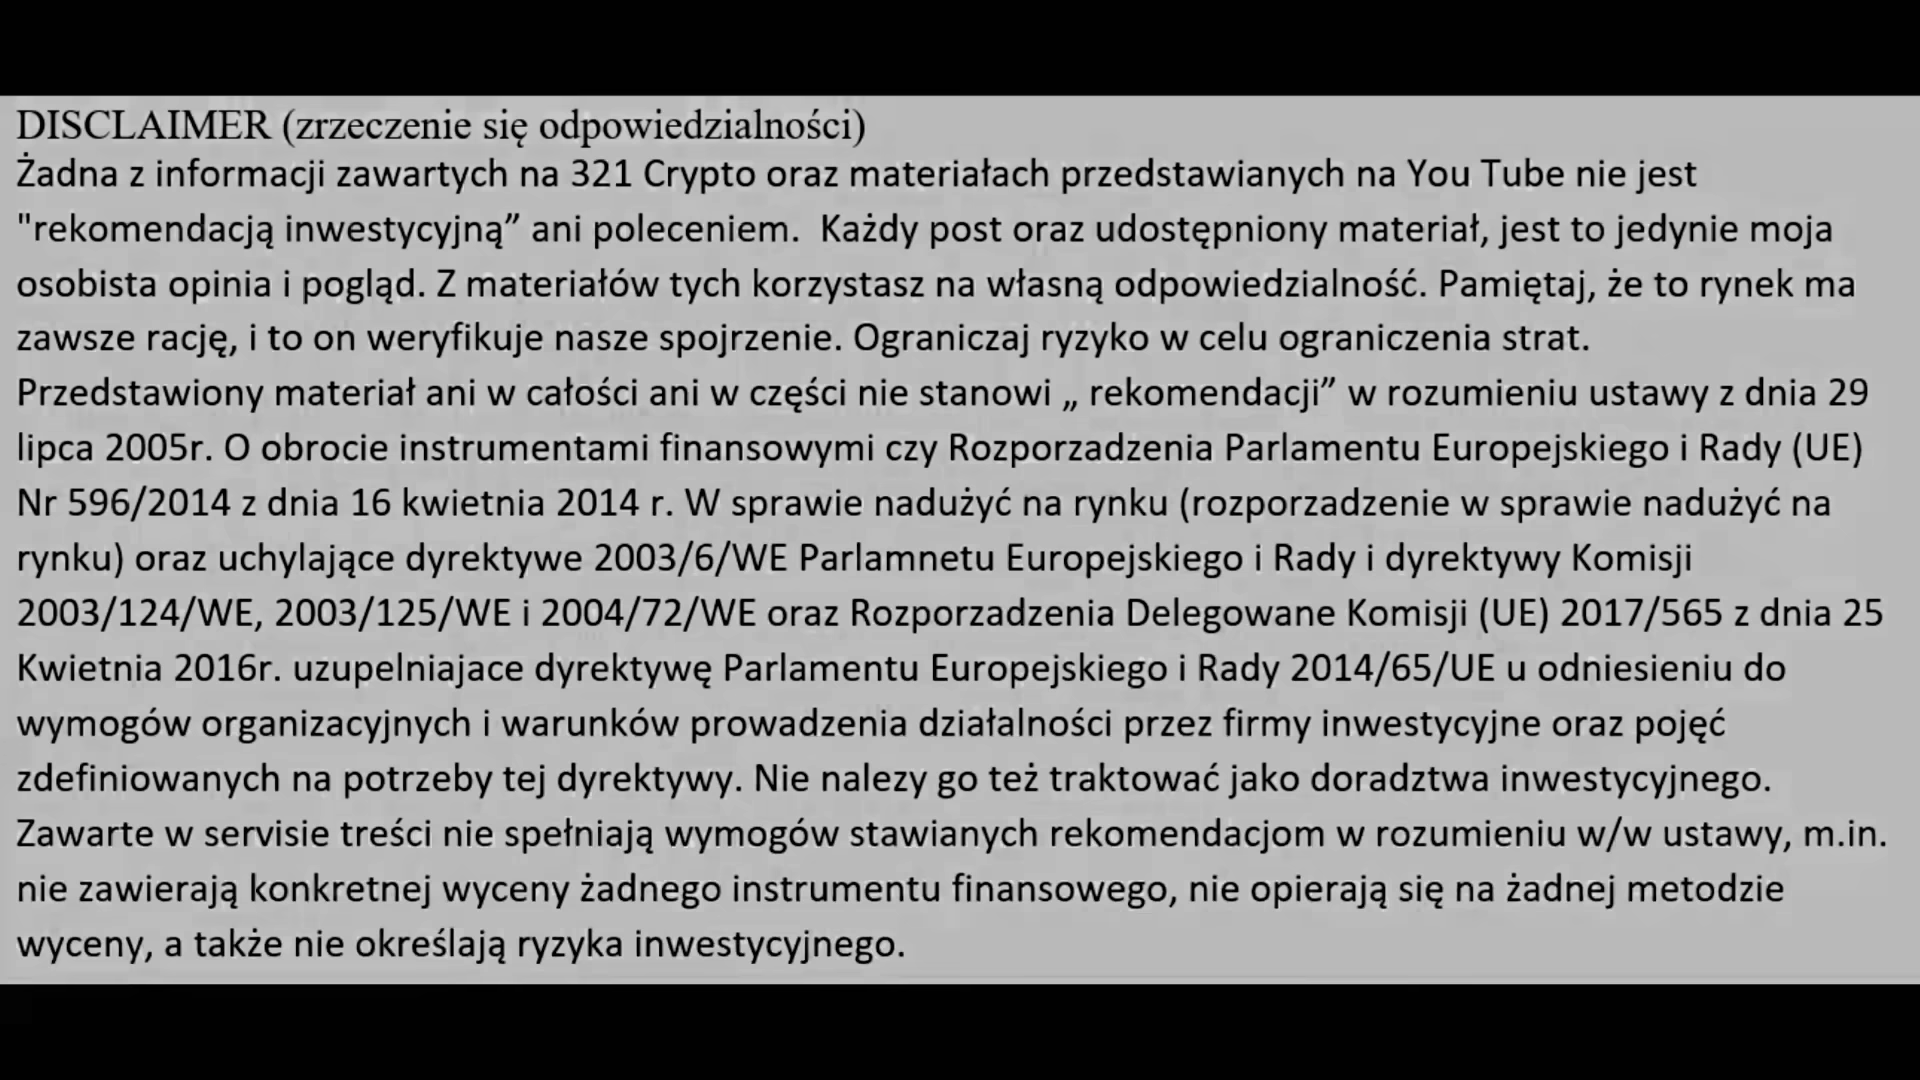 DISCLAIMER (zrzeczenie się odpowiedzialności)
Żadna z informacji zawartych na 321 Crypto oraz materiałach przedstawianych na You Tube nie jest
"rekomendacją inwestycyjną” ani poleceniem.  Każdy post oraz udostępniony materiał, jest to jedynie moja
osobista opinia i pogląd. Z materiałów tych korzystasz na własną odpowiedzialność. Pamiętaj, że to rynek ma
zawsze rację, i to on weryfikuje nasze spojrzenie. Ograniczaj ryzyko w celu ograniczenia strat.
Przedstawiony materiał ani w całości ani w części nie stanowi „ rekomendacji” w rozumieniu ustawy z dnia 29
lipca 2005r. O obrocie instrumentami finansowymi czy Rozporzadzenia Parlamentu Europejskiego i Rady (UE)
Nr 596/2014 z dnia 16 kwietnia 2014 r. W sprawie nadużyć na rynku (rozporzadzenie w sprawie nadużyć na
rynku) oraz uchylające dyrektywe 2003/6/WE Parlamnetu Europejskiego i Rady i dyrektywy Komisji
2003/124/WE, 2003/125/WE i 2004/72/WE oraz Rozporzadzenia Delegowane Komisji (UE) 2017/565 z dnia 25
Kwietnia 2016r. uzupelniajace dyrektywę Parlamentu Europejskiego i Rady 2014/65/UE u odniesieniu do
wymogów organizacyjnych i warunków prowadzenia działalności przez firmy inwestycyjne oraz pojęć
zdefiniowanych na potrzeby tej dyrektywy. Nie nalezy go też traktować jako doradztwa inwestycyjnego.
Zawarte w servisie treści nie spełniają wymogów stawianych rekomendacjom w rozumieniu w/w ustawy, m.in.
nie zawierają konkretnej wyceny żadnego instrumentu finansowego, nie opierają się na żadnej metodzie
wyceny, a także nie określają ryzyka inwestycyjnego.